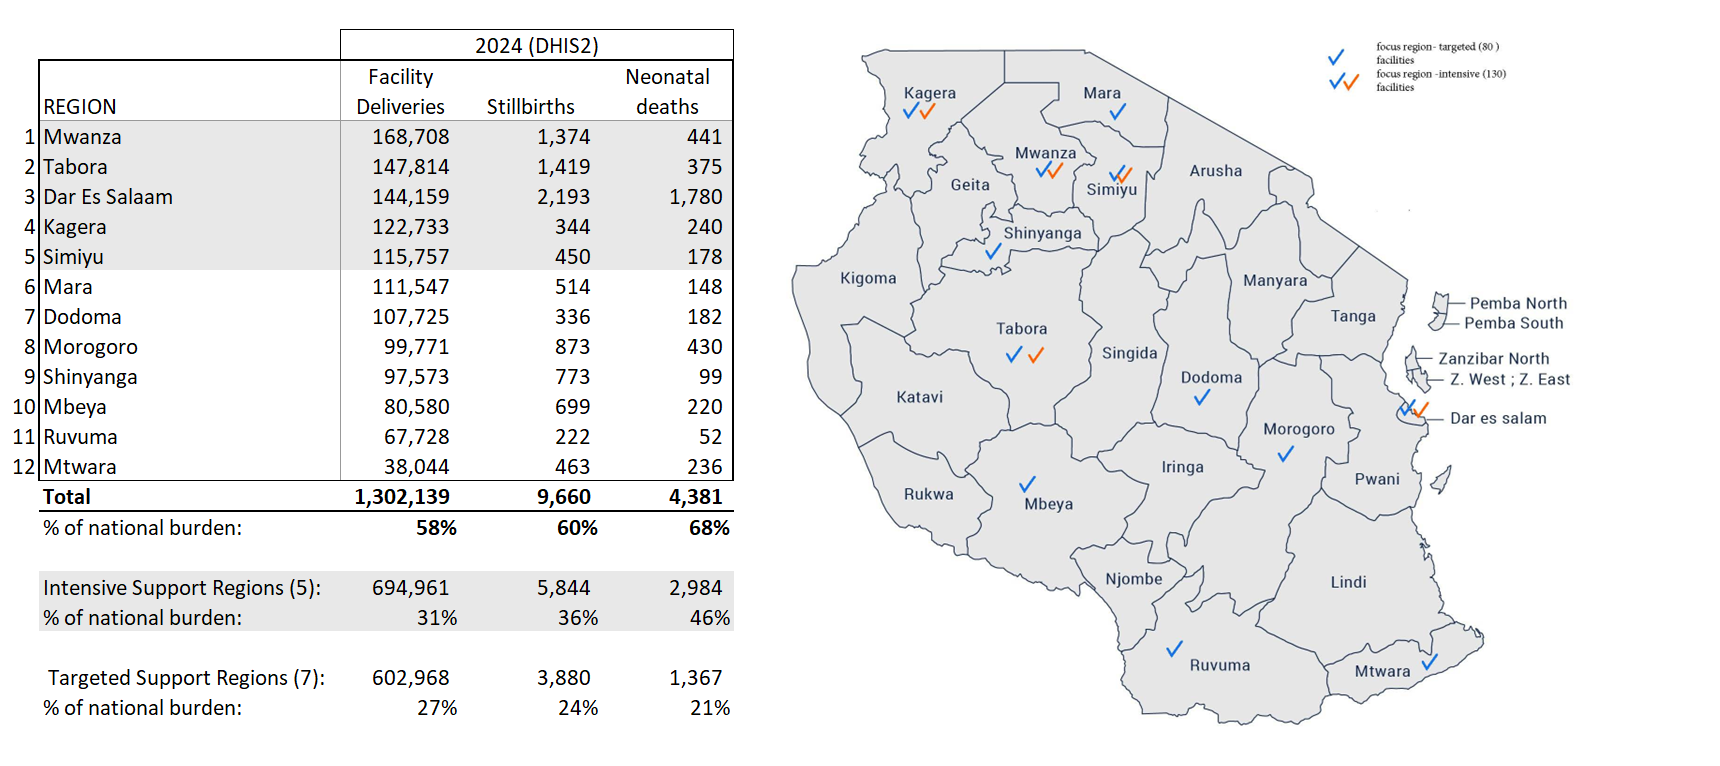 2024 (DHIS2)
Facility Neonatal
REGION Deliveries Stillbirths deaths
1 Mwanza 168,708 1,374 441
2 Tabora 147,814 1,419 375
3 Dar Es Salaam 144,159 2,193 1,780
4 Kagera 122,733 344 240
5 Simiyu 115,757 450 178
6 Mara 111,547 514 148
7 Dodoma 107,725 336 182
8 Morogoro 99,771 873 430
9 Shinyanga 97,573 773 99
10 Mbeya 80,580 699 220
11 Ruvuma 67,728 222 52
12 Mtwara 38,044 463 236
Total 1,302,139 9,660 4,381
% of national burden: 58% 60% 68%
Intensive Support Regions (5): 694,961 5,844 2,984
% of national burden: 31% 36% 46%
Targeted Support Regions (7): 602,968 3,880 1,367
% of national burden: 27% 24% 21%
focus region- targeted (80 )
facilities
focus region -intensive (130)
facilities
Kagera
Mara
Mwanza
Arusha
Geita
Simiyu
Shinyanga
Kigoma
Manyara
Pemba North
Tanga
Pemba South
Tabora
Singida
Zanzibar North
Dodoma
Z. West ; Z. East
Katavi
Dar es salam
Morogoro
Iringa
Pwani
Rukwa
Mbeya
Njombe
Lindi
Ruvuma
Mtwara